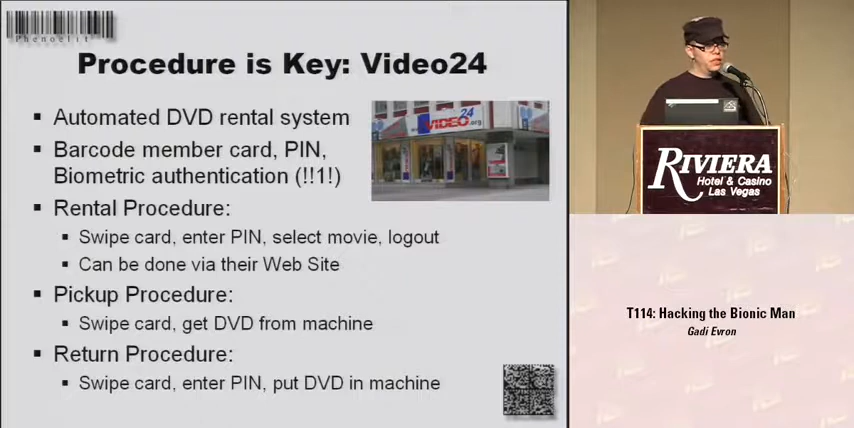 Phenoelit
Procedure is Key: Video24
Automated DVD rental system
Barcode member card, PIN,
Biometric authentication (!!1!)
Rental Procedure:
Swipe card, enter PIN, select movie, logout
Can be done via their Web Site
Pickup Procedure:
Swipe card, get DVD from machine
Return Procedure:
Swipe card, enter PIN, put DVD in machine
VIDEO24.org
RIVIERA
Hotel & Casino
Las Vegas
T114: Hacking the Bionic Man
Gadi Evron